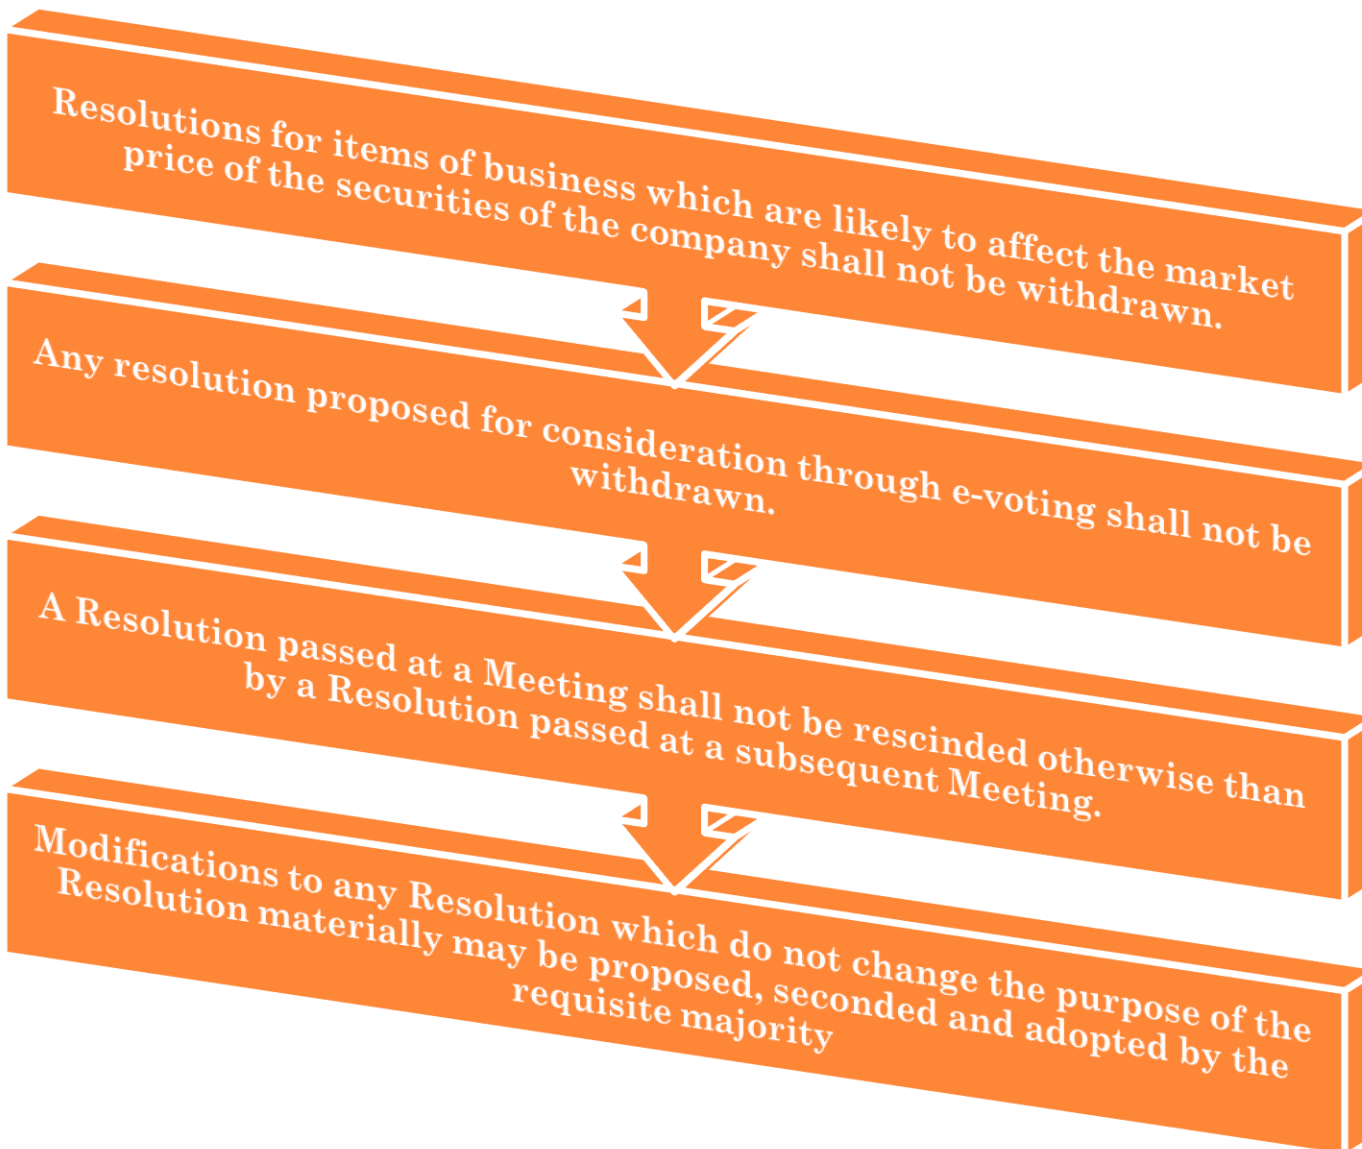 Resolutions for items of business which are likely to affect the market
price of the securities of the company shall not be withdrawn.
Any resolution proposed for consideration through e-voting shall not be
withdrawn.
A Resolution passed at a Meeting shall not be rescinded otherwise than
by a Resolution passed at a subsequent Meeting.
Modifications to any Resolution which do not change the purpose of the
Resolution materially may be proposed, seconded and adopted by the
requisite majority